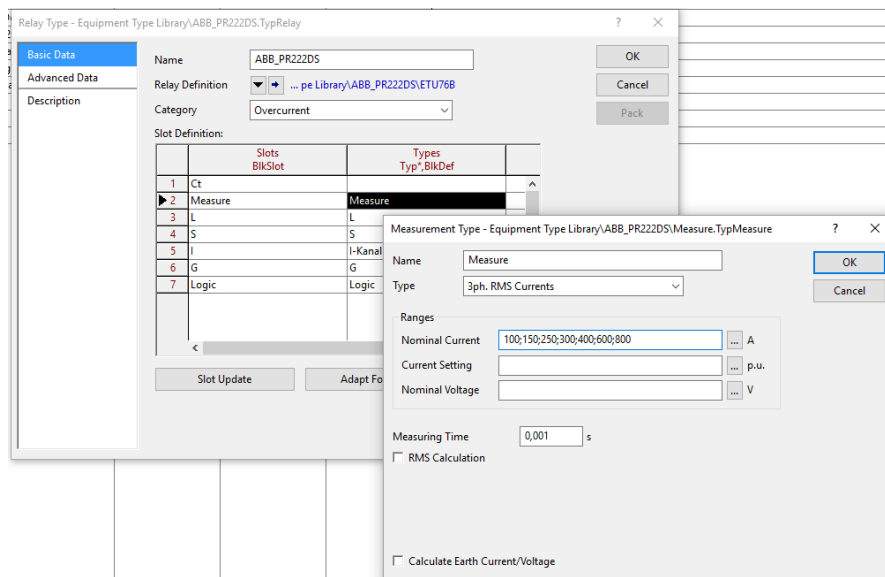 Relay Type - Equipment Type Library\ABB_PR222DS.TypRelay ? ×
Basic Data
Advanced Data
Description
Name ABB_PR222DS
Relay Definition ... pe Library\ABB_PR222DS\ETU76B
Category Overcurrent
Slot Definition:
Slots Types
BlkSlot Typ*,BlkDef
1 Ct
2 Measure Measure
3 L L
4 S S
5 I I-Kanal
6 G G
7 Logic Logic
Slot Update Adapt Fo
OK
Cancel
Pack
Measurement Type - Equipment Type Library\ABB_PR222DS\Measure.TypMeasure ? ×
Name Measure
Type 3ph. RMS Currents
OK
Cancel
Ranges
Nominal Current 100;150;250;300;400;600;800 ... A
Current Setting ... p.u.
Nominal Voltage ... V
Measuring Time 0,001 s
RMS Calculation
Calculate Earth Current/Voltage